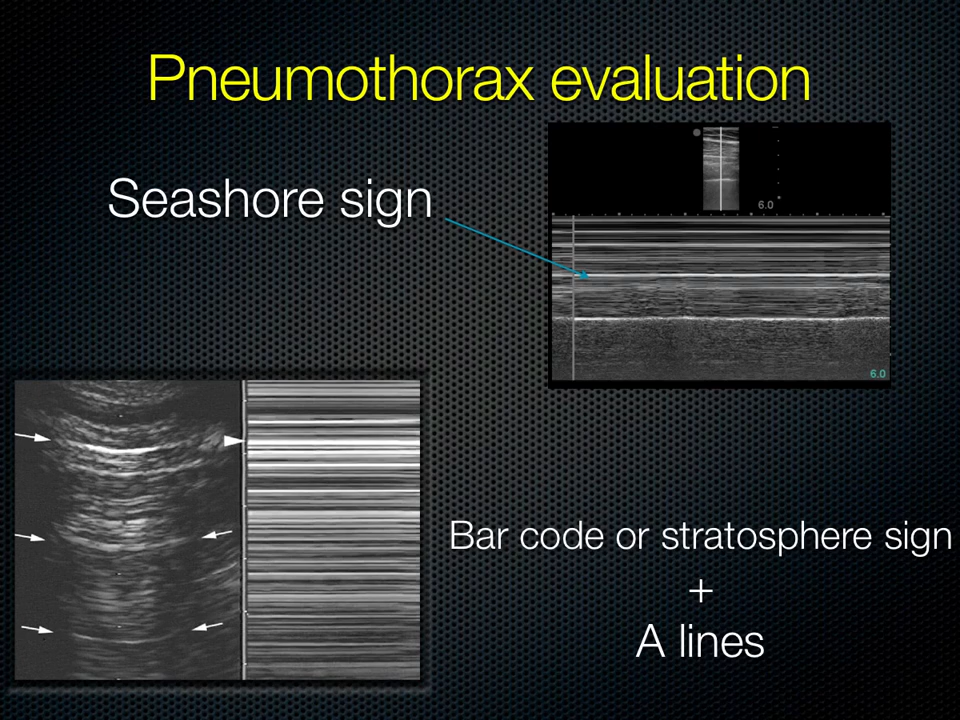 Pneumothorax evaluation
Seashore sign
6.0
6.0
Bar code or stratosphere sign
+
A lines